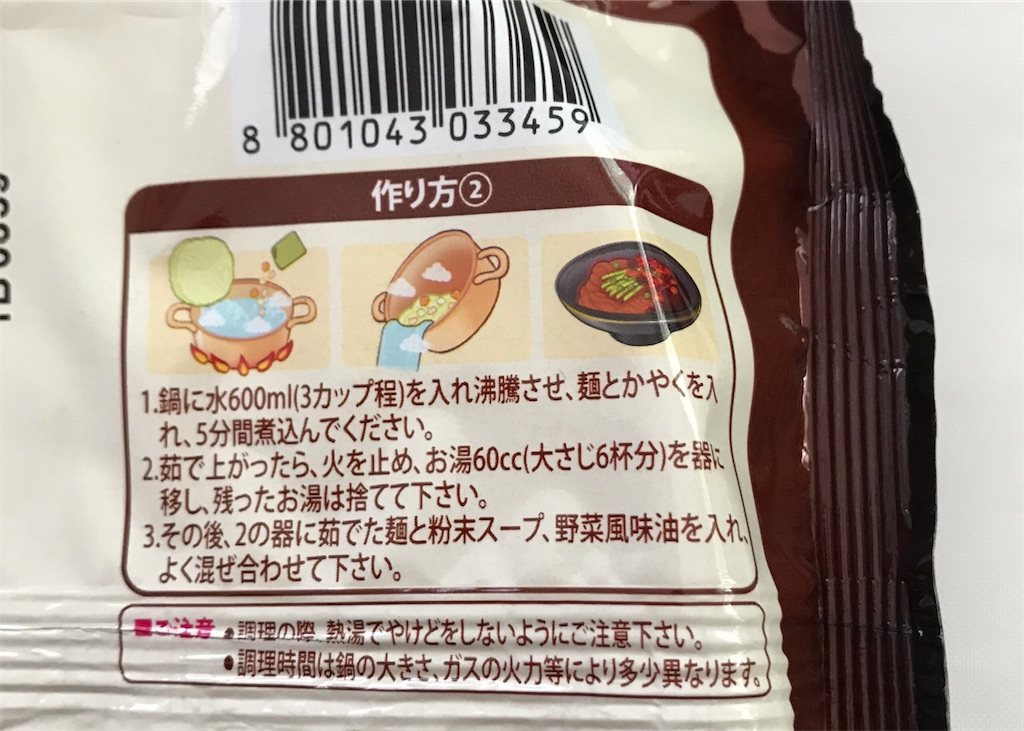 8 801043 033459
作り方②
1.鍋に水600ml(3カップ程)を入れ沸騰させ、麺とかやくを入
れ、5分間煮込んでください。
2.茹で上がったら、火を止め、お湯60cc(大さじ6杯分)を器に
移し、残ったお湯は捨てて下さい。
3.その後、2の器に茹でた麺と粉末スープ、野菜風味油を入れ、
よく混ぜ合わせて下さい。
■ご注意 ●調理の際、熱湯でやけどをしないようにご注意下さい。
●調理時間は鍋の大きさ、ガスの火力等により多少異なります。